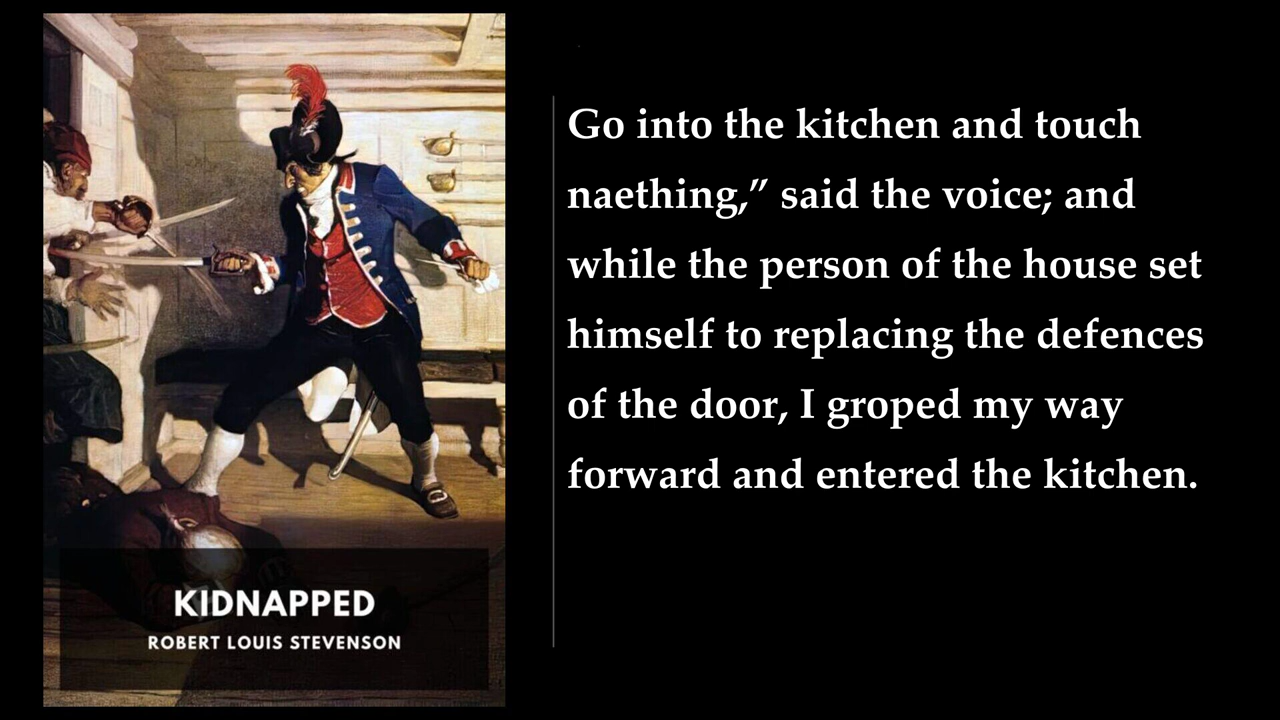 Go into the kitchen and touch
naething,” said the voice; and
while the person of the house set
himself to replacing the defences
of the door, I groped my way
forward and entered the kitchen.
KIDNAPPED
ROBERT LOUIS STEVENSON